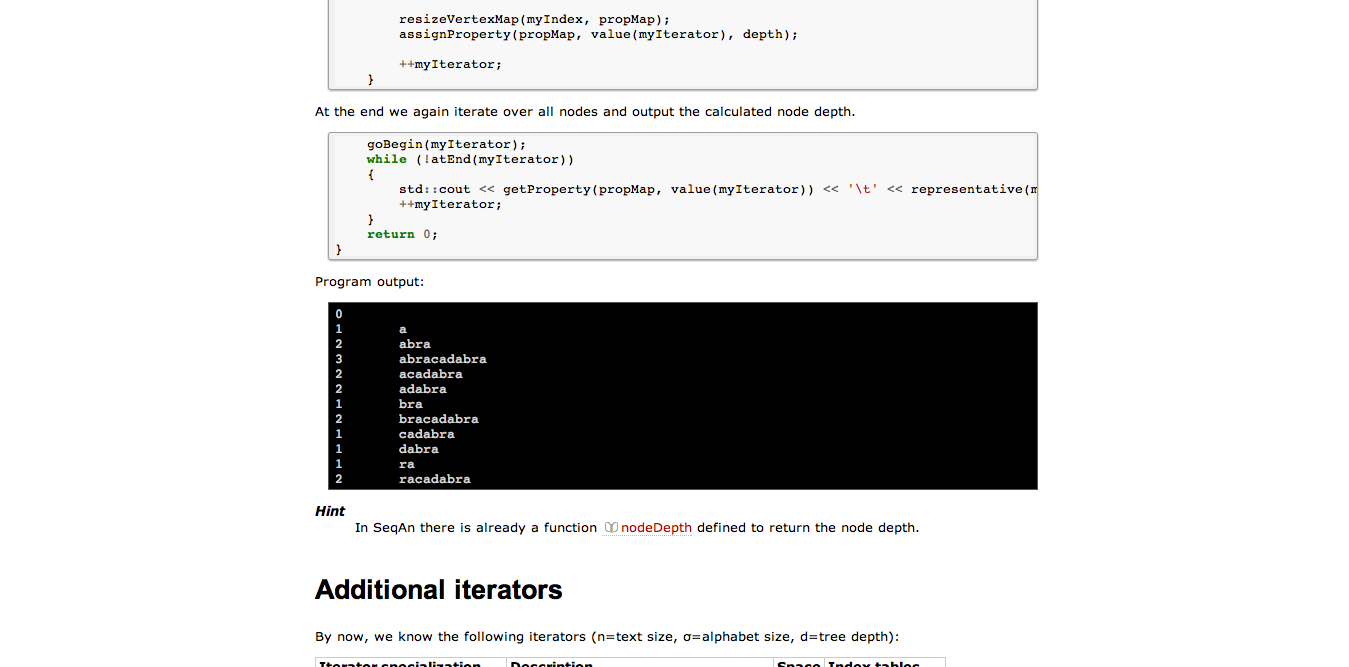 resizeVertexMap(myIndex, propMap);
assignProperty(propMap, value(myIterator), depth);
++myIterator;
}
At the end we again iterate over all nodes and output the calculated node depth.
goBegin(myIterator);
while (!atEnd(myIterator))
{
std::cout << getProperty(propMap, value(myIterator)) << '\t' << representative(m
++myIterator;
}
return 0;
}
Program output:
0
1 a
2 abra
3 abracadabra
2 acadabra
2 adabra
1 bra
2 bracadabra
1 cadabra
1 dabra
1 ra
2 racadabra
Hint
In SeqAn there is already a function nodeDepth defined to return the node depth.
Additional iterators
By now, we know the following iterators (n=text size, σ=alphabet size, d=tree depth):
Iterator specialization Description Space Index tables